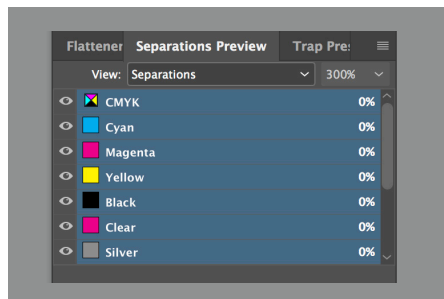 Flattener Separations Preview Trap Pre
View: Separations 300%
CMYK 0%
Cyan 0%
Magenta 0%
Yellow 0%
Black 0%
Clear 0%
Silver 0%